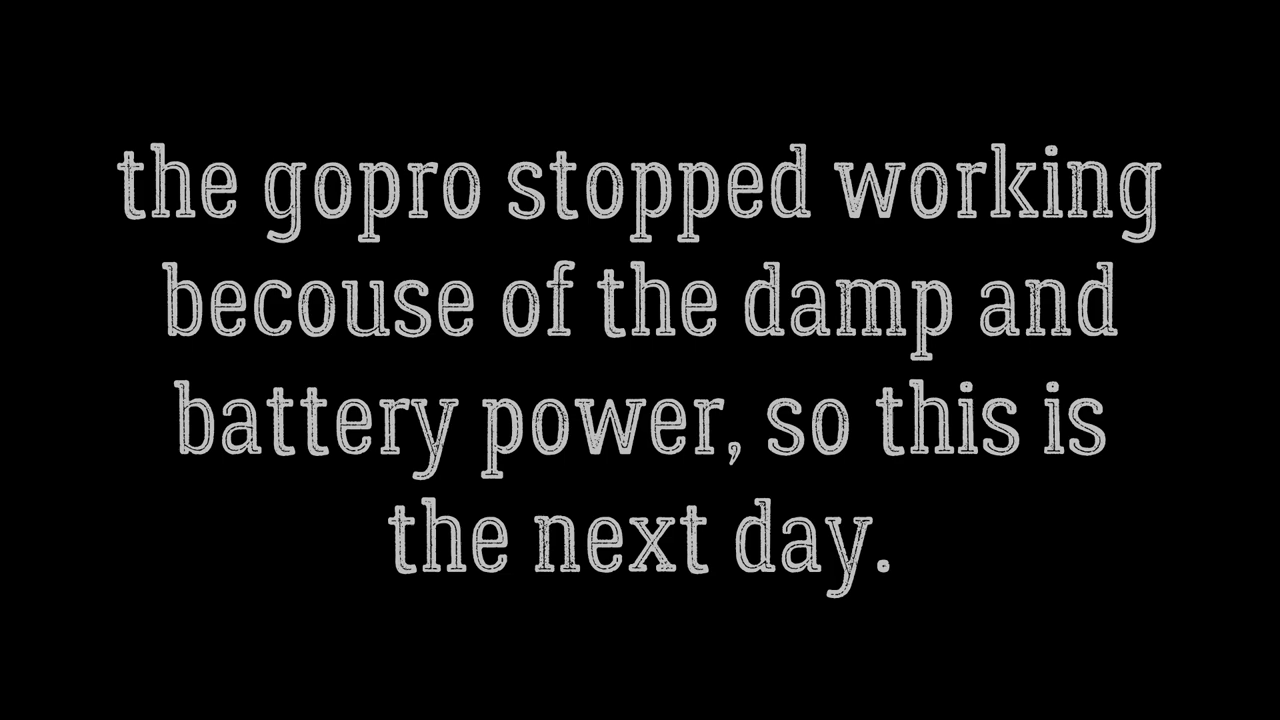 the gopro stopped working
becouse of the damp and
battery power, so this is
the next day.